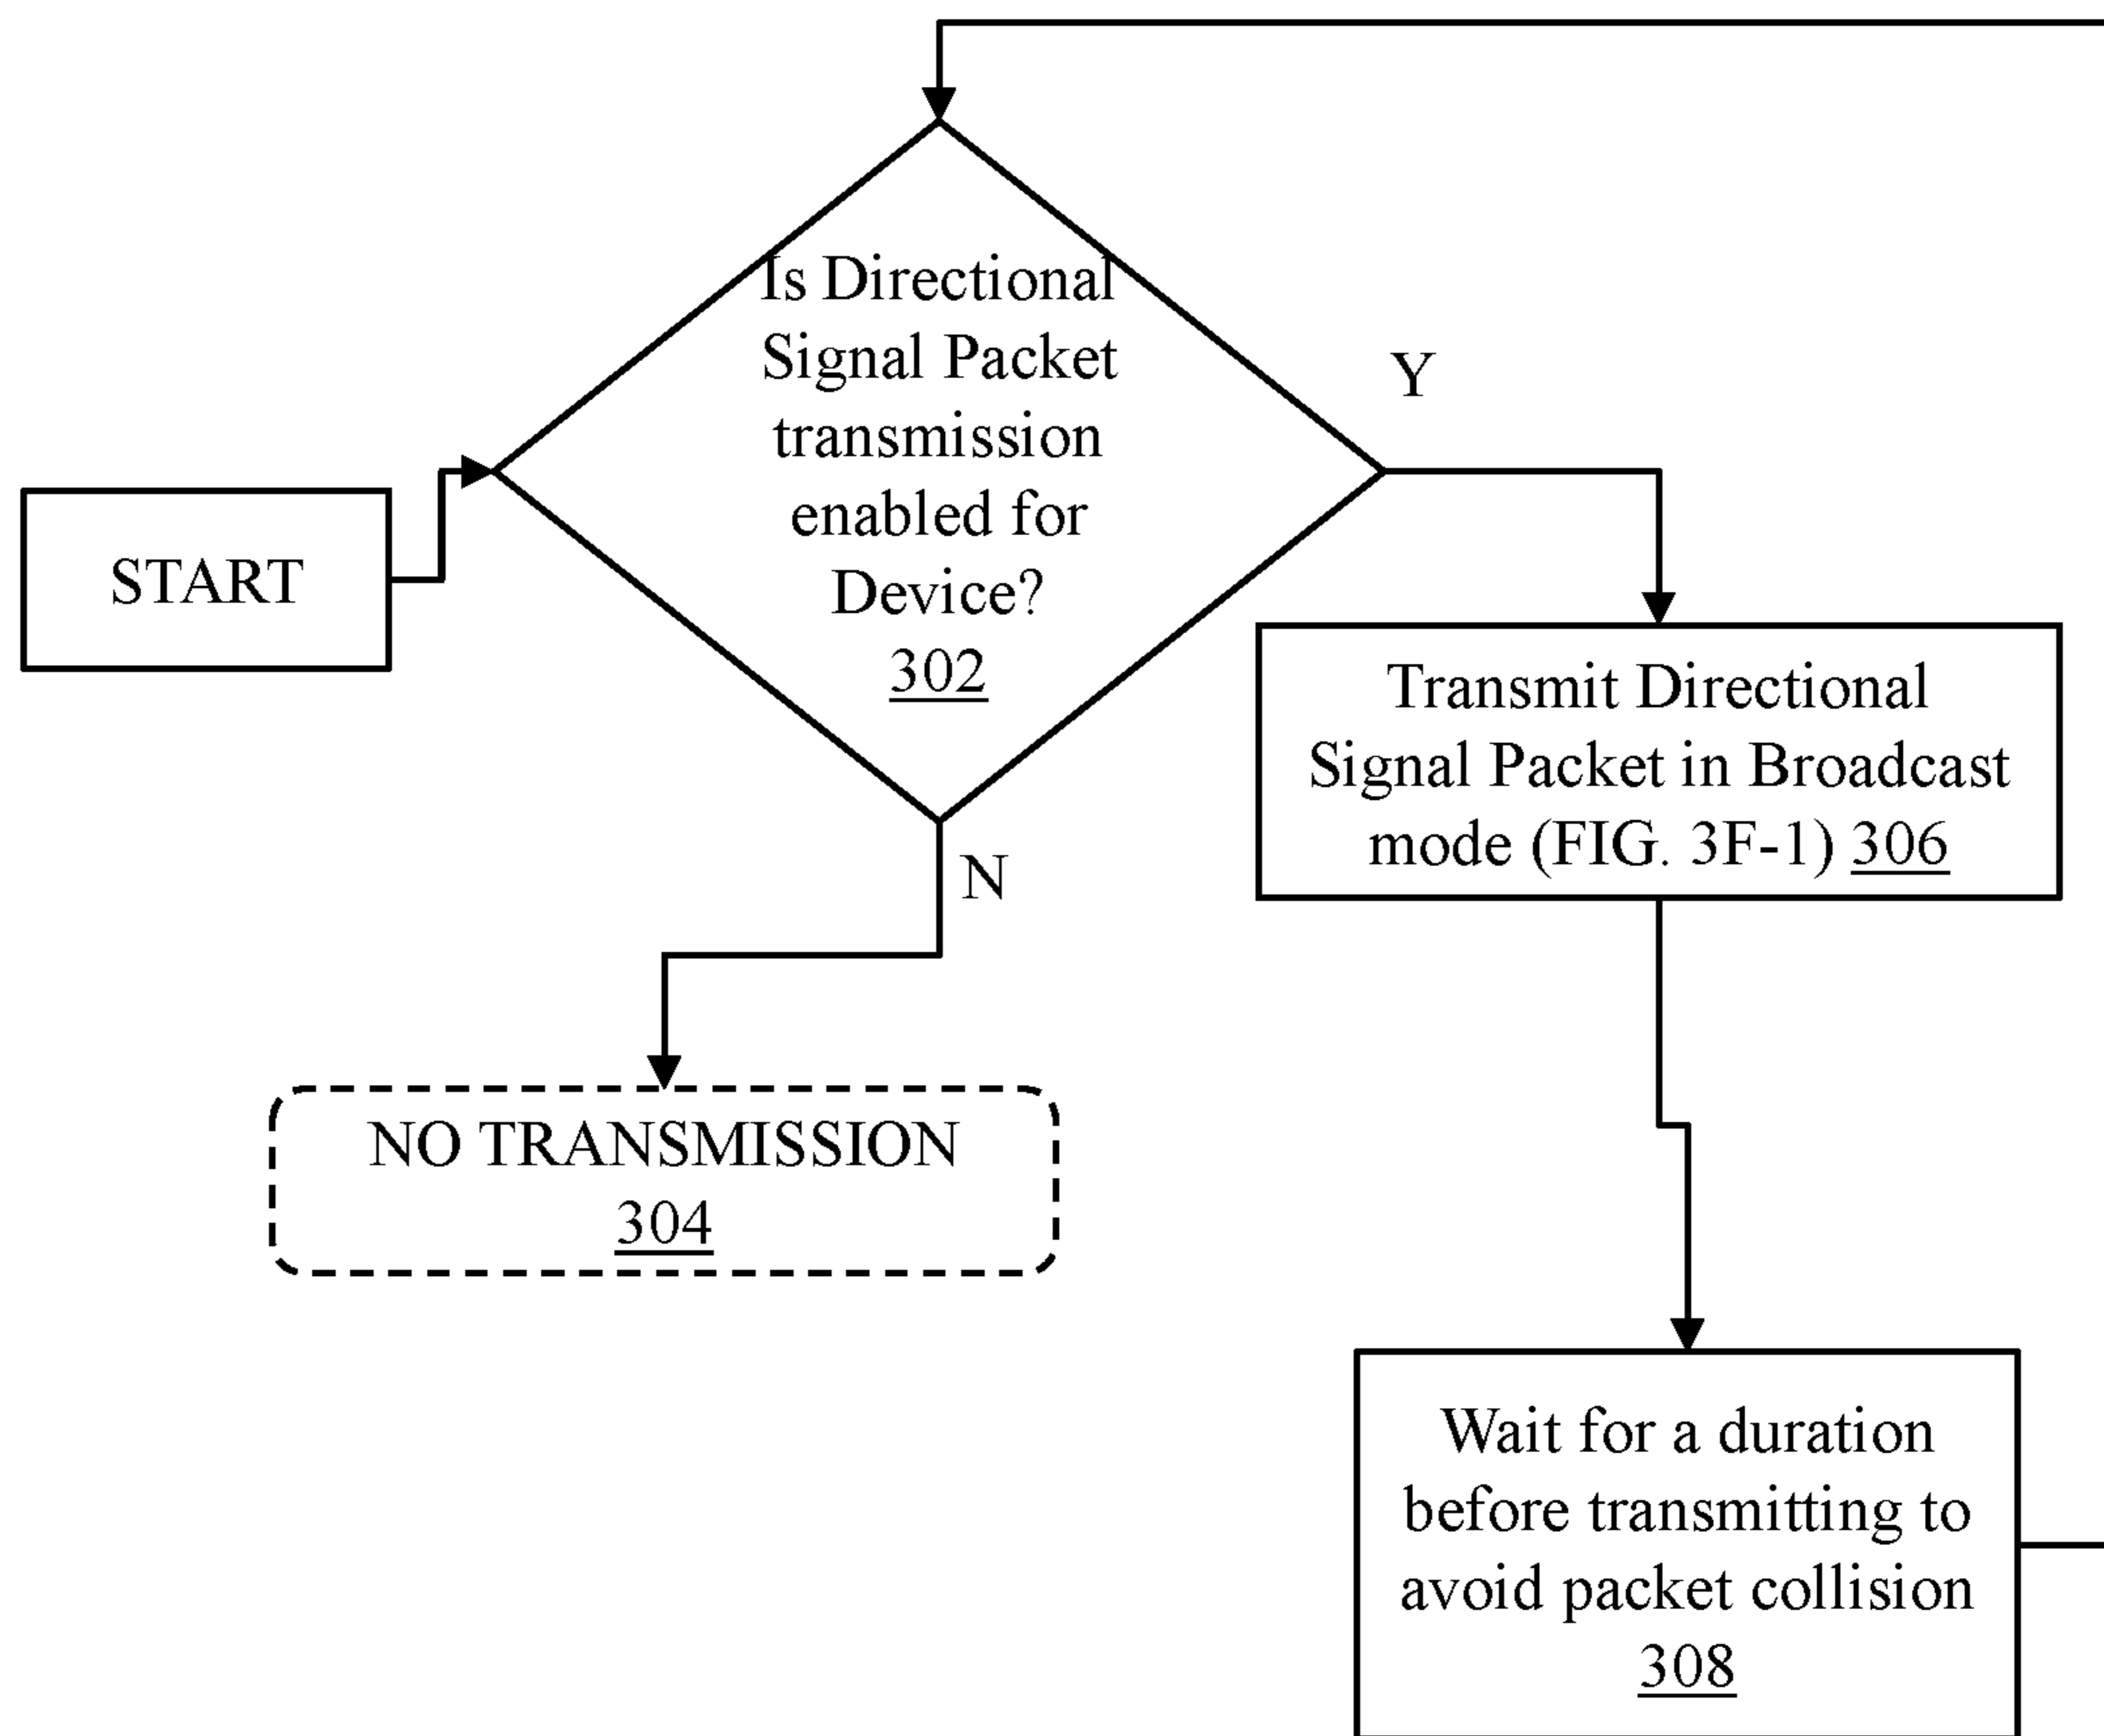 START
Is Directional
Signal Packet
transmission
enabled for
Device?
302
Y
N
Transmit Directional
Signal Packet in Broadcast
mode (FIG. 3F-1) 306
NO TRANSMISSION
304
Wait for a duration
before transmitting to
avoid packet collision
308